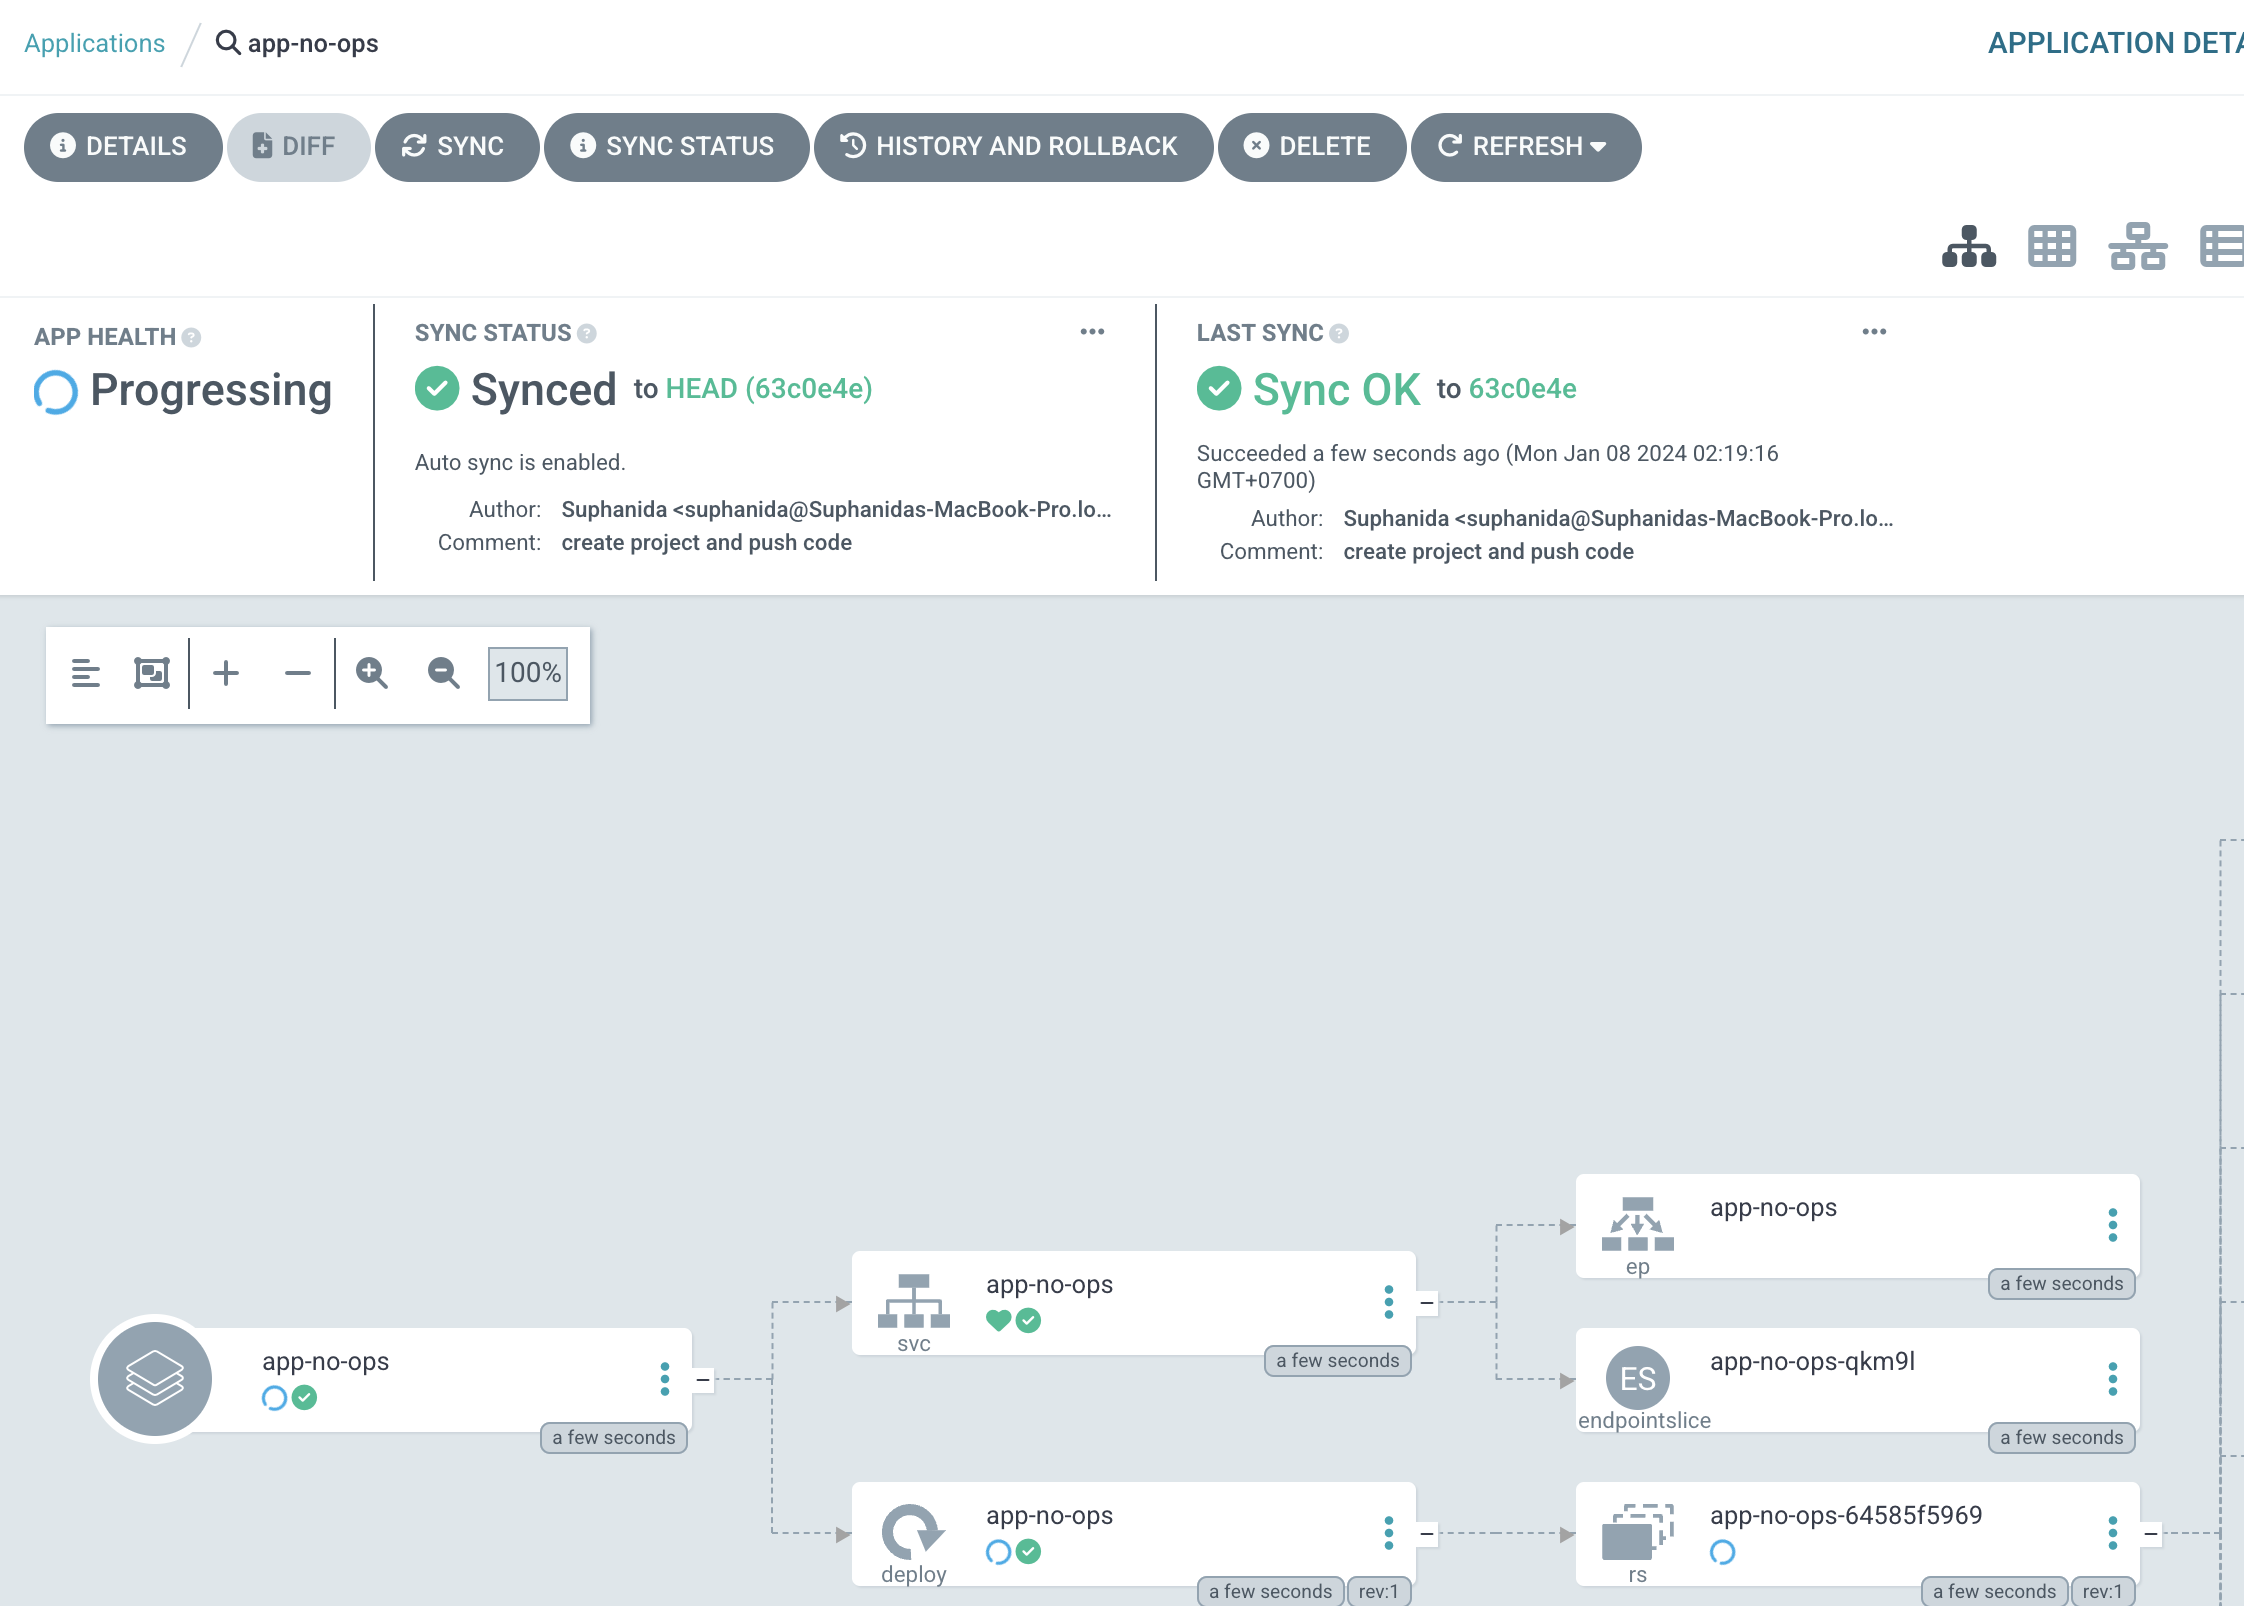 Applications
app-no-ops
APPLICATION DETA
DETAILS
DIFF
SYNC
SYNC STATUS
HISTORY AND ROLLBACK
DELETE
REFRESH
APP HEALTH
Progressing
SYNC STATUS
Synced to HEAD (63c0e4e)
Auto sync is enabled.
Author: Suphanida <suphanida@Suphanidas-MacBook-Pro.lo...
Comment: create project and push code
LAST SYNC
Sync OK to 63c0e4e
Succeeded a few seconds ago (Mon Jan 08 2024 02:19:16
GMT+0700)
Author: Suphanida <suphanida@Suphanidas-MacBook-Pro.lo...
Comment: create project and push code
100%
app-no-ops
a few seconds
app-no-ops
svc
a few seconds
app-no-ops
deploy
a few seconds
rev:1
app-no-ops
ep
a few seconds
ES
app-no-ops-qkm9l
endpointslice
a few seconds
app-no-ops-64585f5969
rs
a few seconds
rev:1